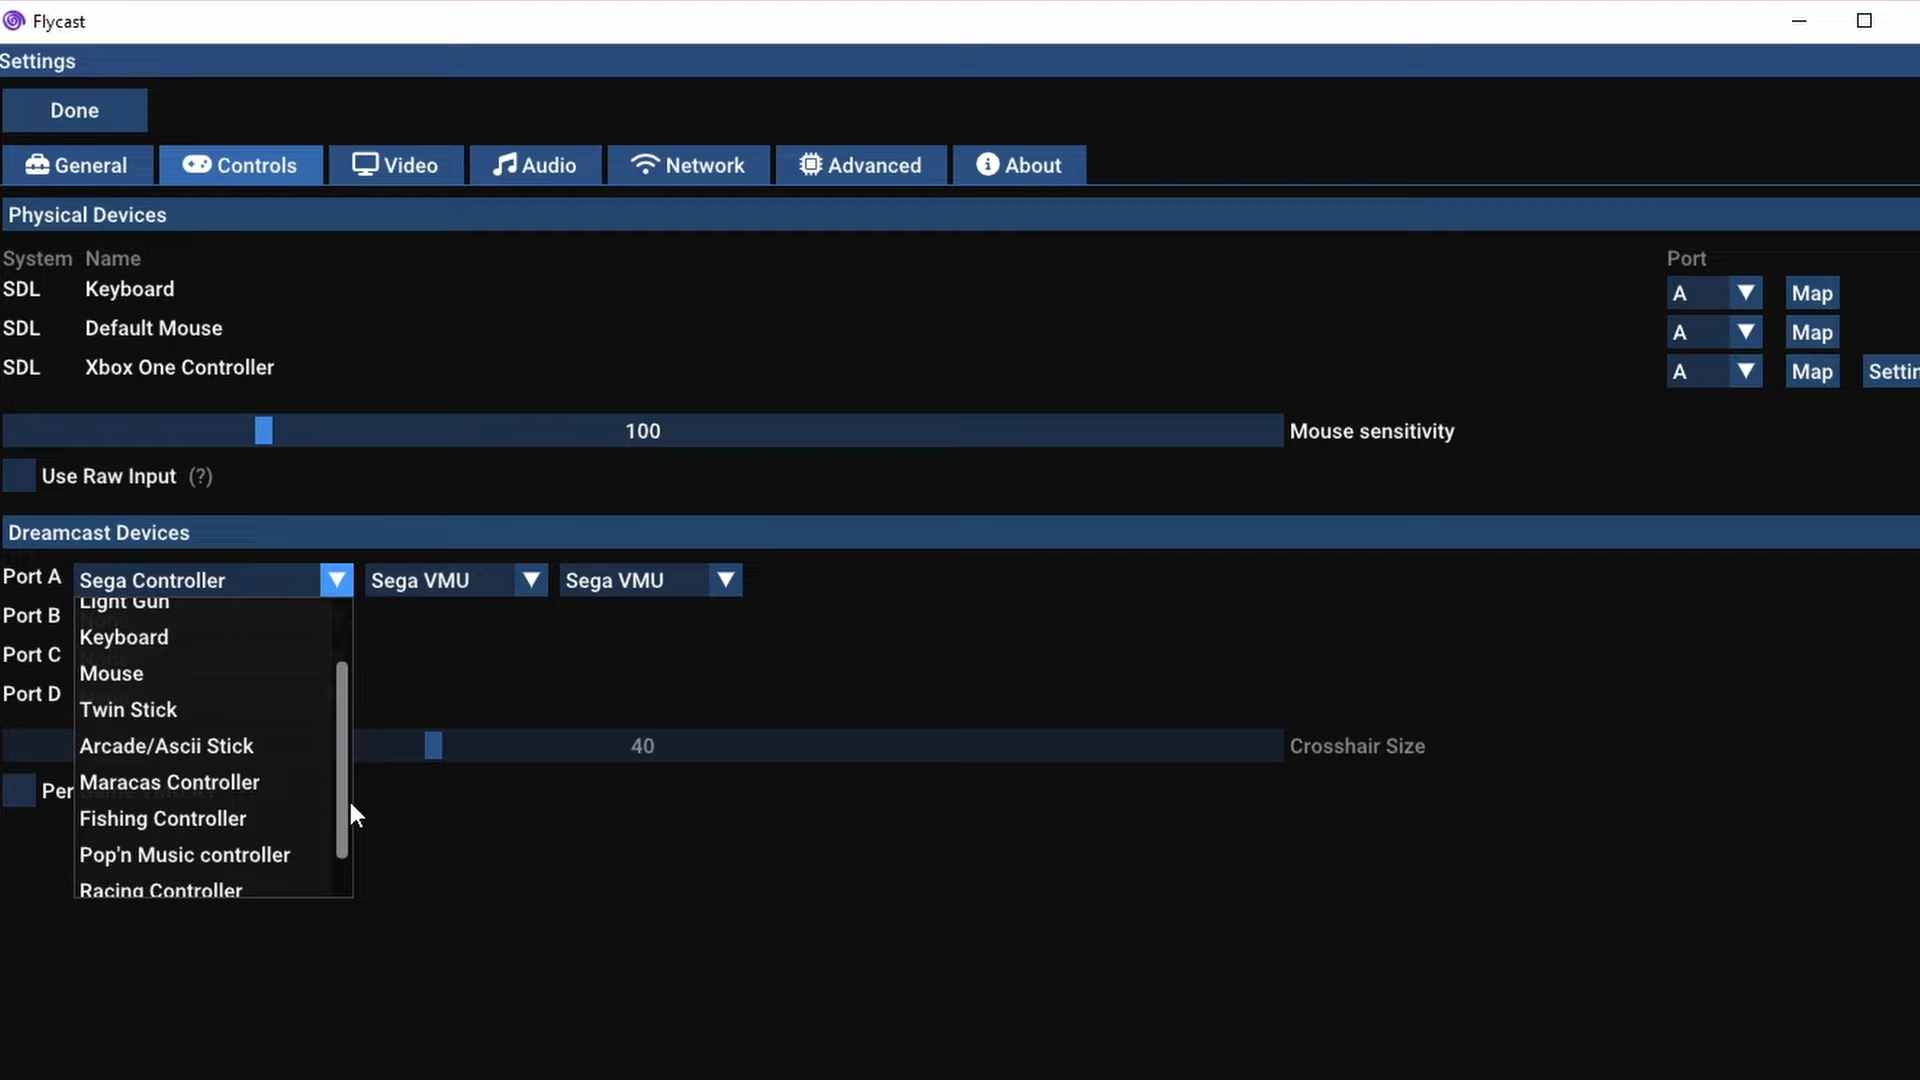 Flycast
Settings
Done
General Controls Video Audio Network Advanced About
Physical Devices
System Name Port
SDL Keyboard A Map
SDL Default Mouse A Map
SDL Xbox One Controller A Map Settin
100 Mouse sensitivity
Use Raw Input (?)
Dreamcast Devices
Port A Sega Controller Sega VMU Sega VMU
Light Gun
Port B
Keyboard
Port C
Mouse
Port D
Twin Stick
Arcade/Ascii Stick 40 Crosshair Size
Maracas Controller
Per
Fishing Controller
Pop'n Music controller
Racing Controller